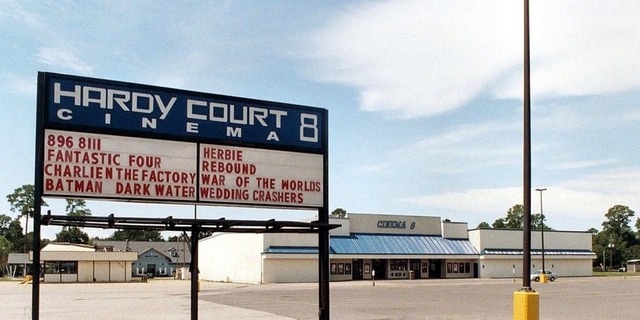 HARDY COURT 8
CINEMA
896 8111
FANTASTIC FOUR
CHARLIEN THE FACTORY
BATMAN DARK WATER
HERBIE
REBOUND
WAR OF THE WORLDS
WEDDING CRASHERS
CINEMA 8